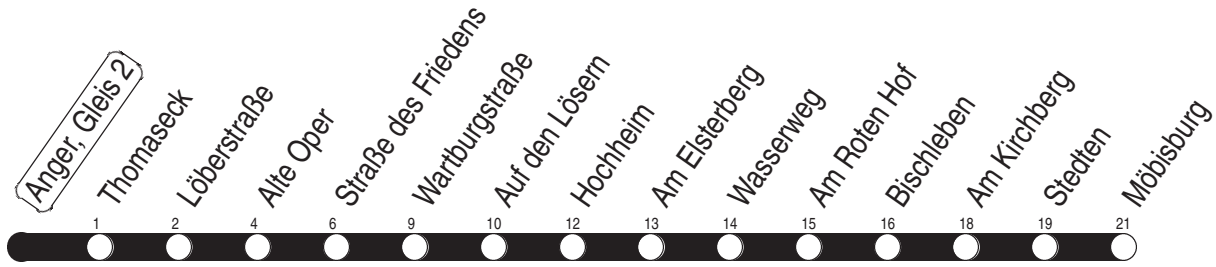 Anger, Gleis 2
Thomaseck
Löberstraße
Alte Oper
Straße des Friedens
Wartburgstraße
Auf den Lösern
Hochheim
Am Elsterberg
Wasserweg
Am Roten Hof
Bischleben
Am Kirchberg
Stedten
Möbisburg
1 2 4 6 9 10 12 13 14 15 16 18 19 21